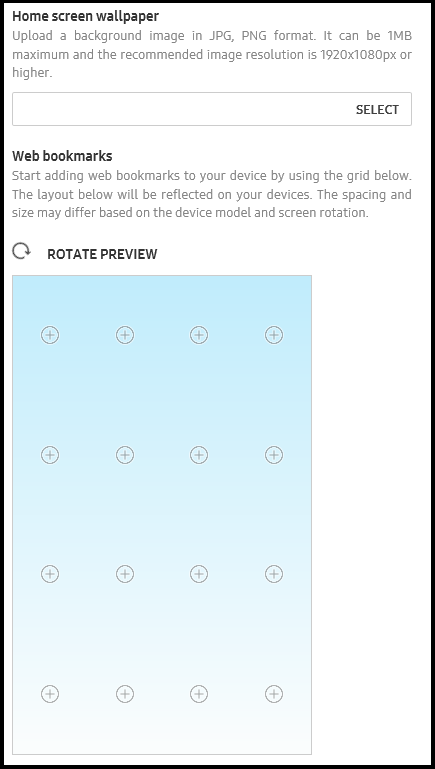 Home screen wallpaper
Upload a background image in JPG, PNG format. It can be 1MB
maximum and the recommended image resolution is 1920x1080px or
higher.
SELECT
Web bookmarks
Start adding web bookmarks to your device by using the grid below.
The layout below will be reflected on your devices. The spacing and
size may differ based on the device model and screen rotation.
ROTATE PREVIEW